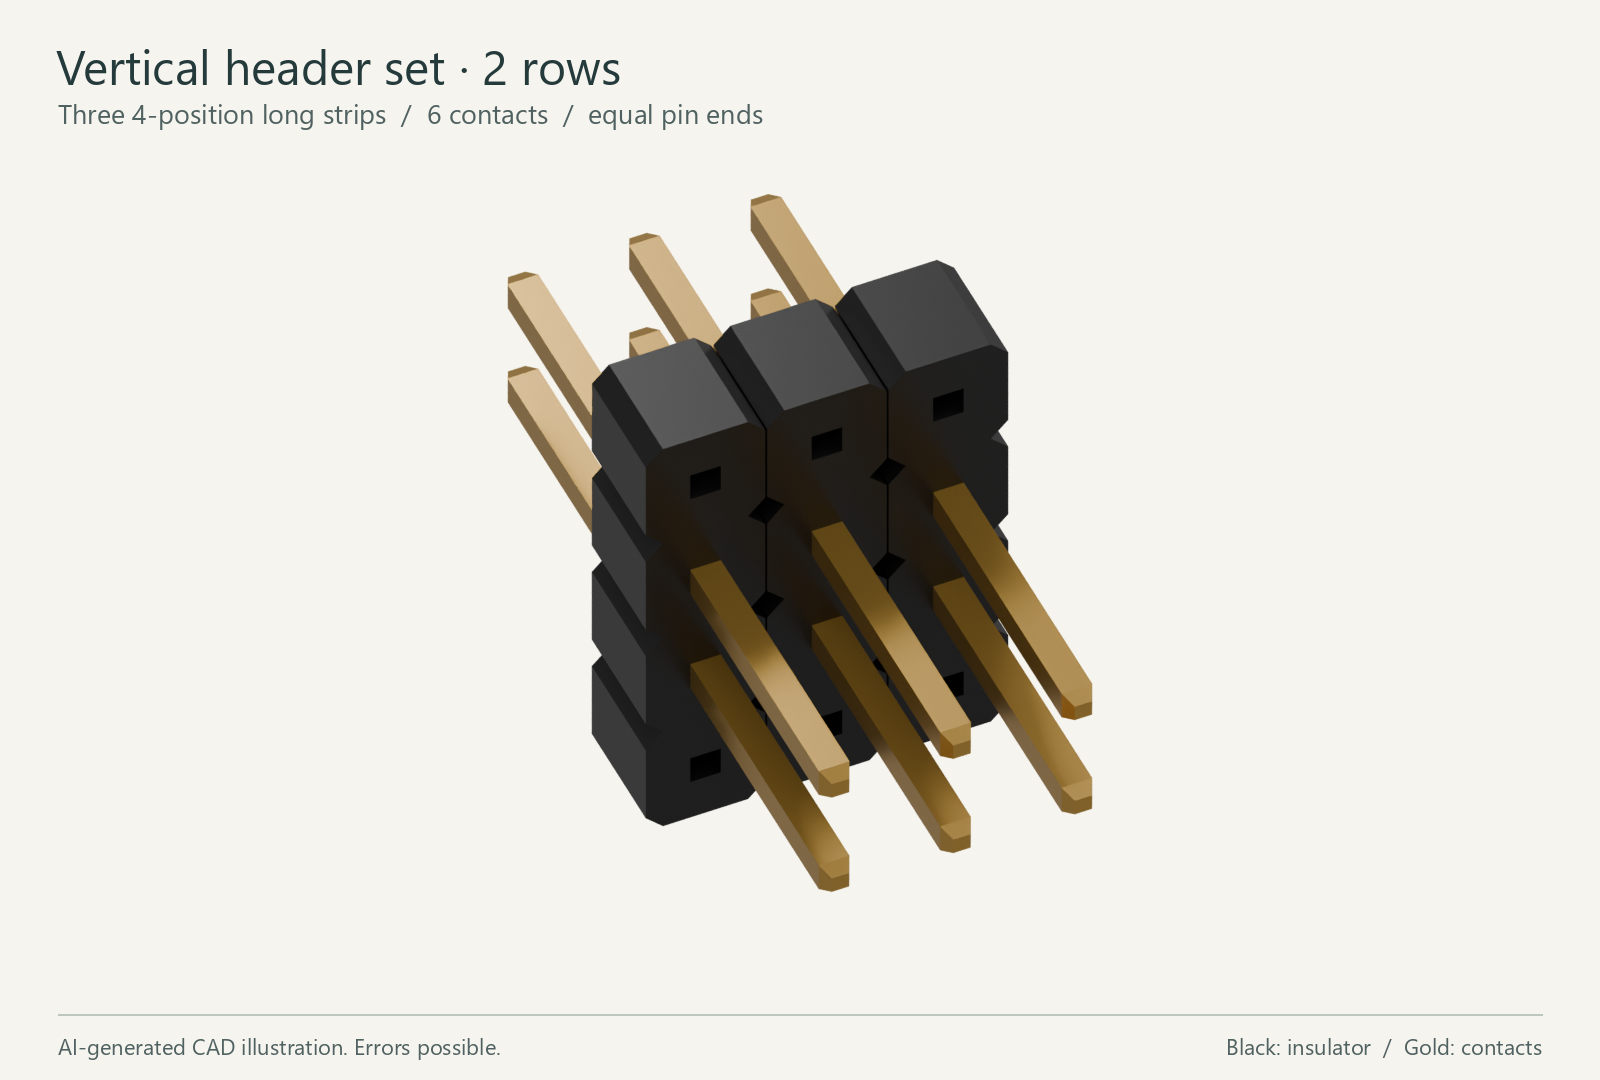 Vertical header set · 2 rows
Three 4-position long strips / 6 contacts / equal pin ends
AI-generated CAD illustration. Errors possible.
Black: insulator / Gold: contacts